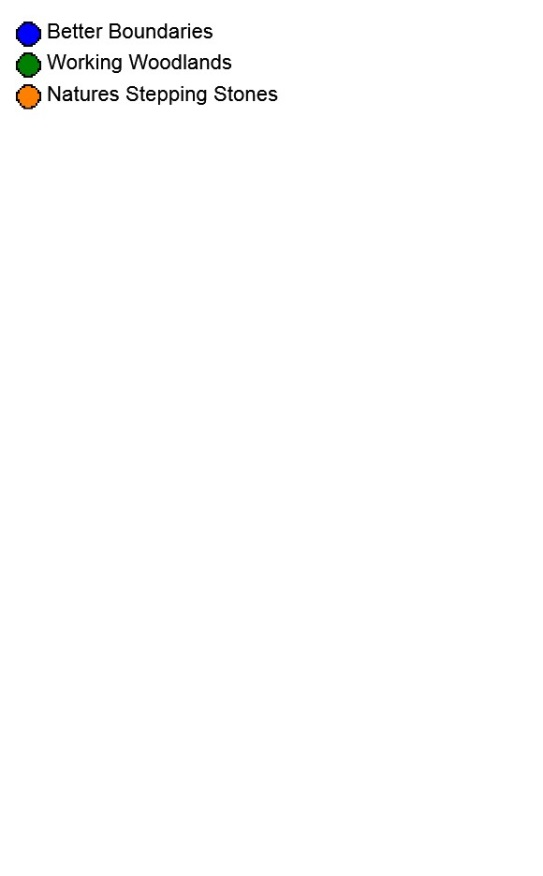 Better Boundaries
Working Woodlands
Natures Stepping Stones